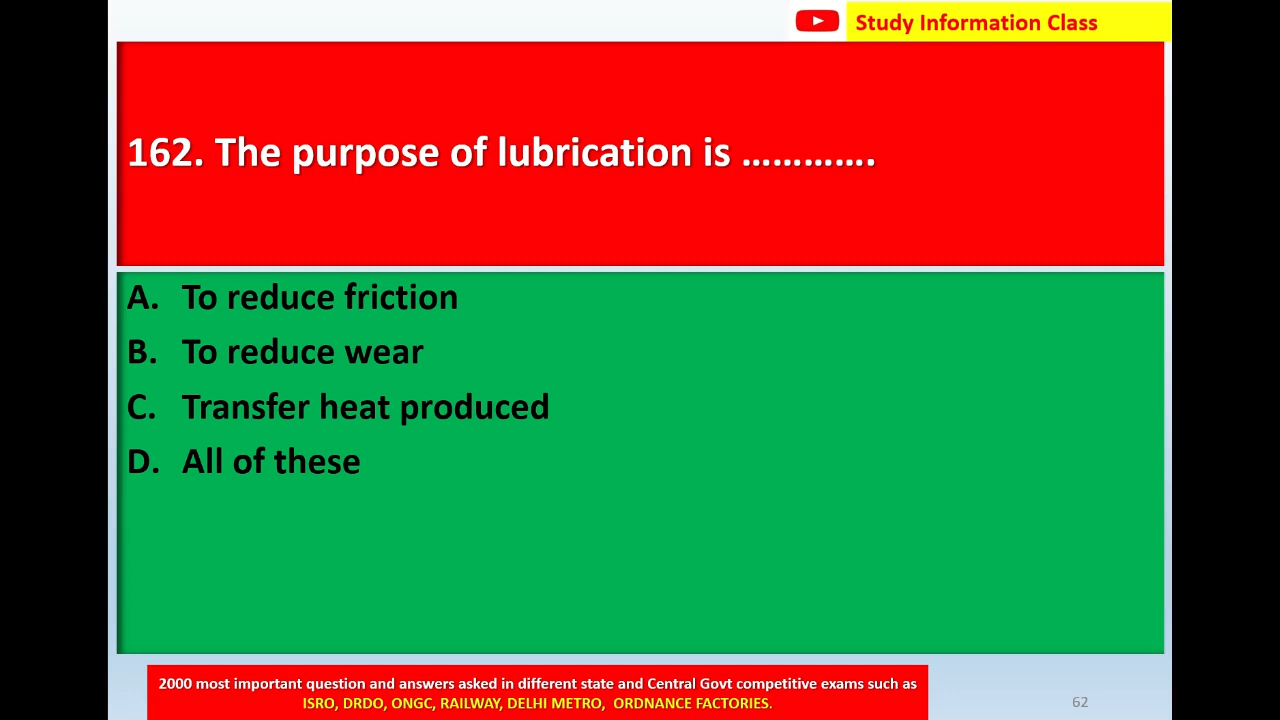 Study Information Class
162. The purpose of lubrication is ………….
A. To reduce friction
B. To reduce wear
C. Transfer heat produced
D. All of these
2000 most important question and answers asked in different state and Central Govt competitive exams such as
ISRO, DRDO, ONGC, RAILWAY, DELHI METRO, ORDNANCE FACTORIES.
62